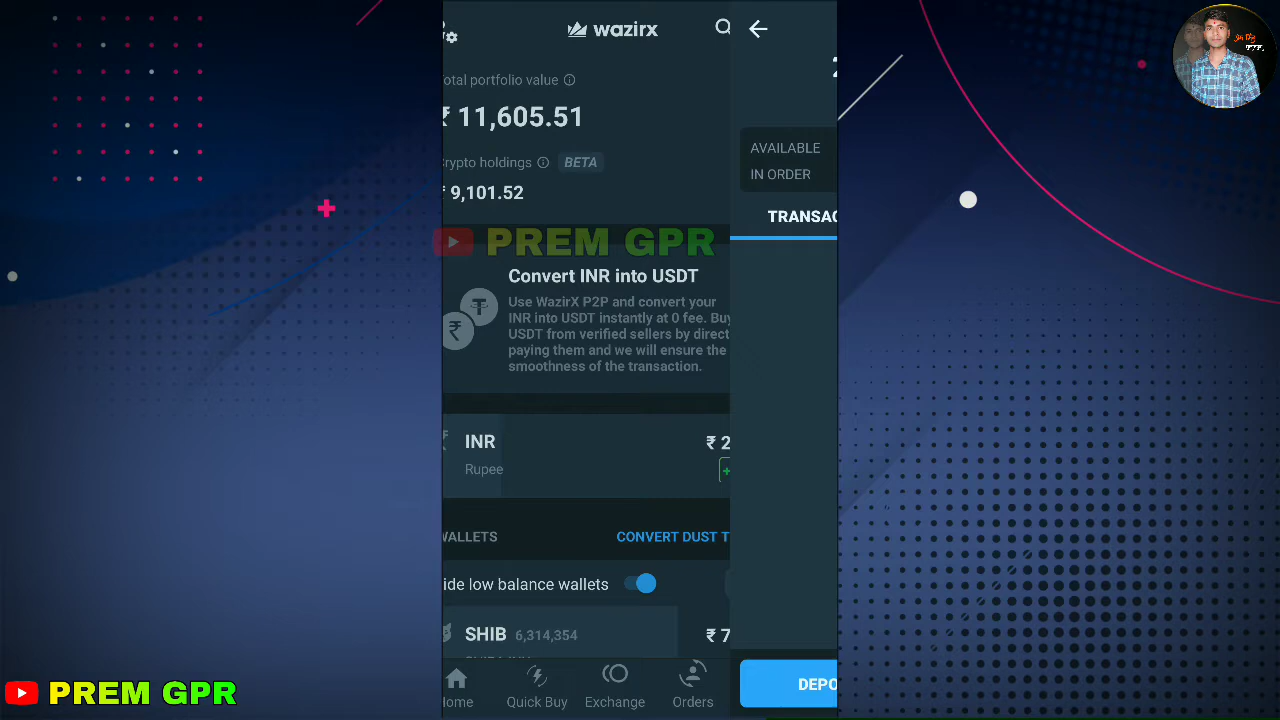 wazirx
otal portfolio value
₹ 11,605.51
Crypto holdings BETA
₹ 9,101.52
PREM GPR
Convert INR into USDT
Use WazirX P2P and convert your
INR into USDT instantly at 0 fee. Buy
USDT from verified sellers by direct
paying them and we will ensure the
smoothness of the transaction.
INR ₹ 2
Rupee
WALLETS CONVERT DUST T
ide low balance wallets
SHIB 6,314,354 ₹ 7
ome Quick Buy Exchange Orders
AVAILABLE
IN ORDER
TRANSAC
DEPO
PREM GPR